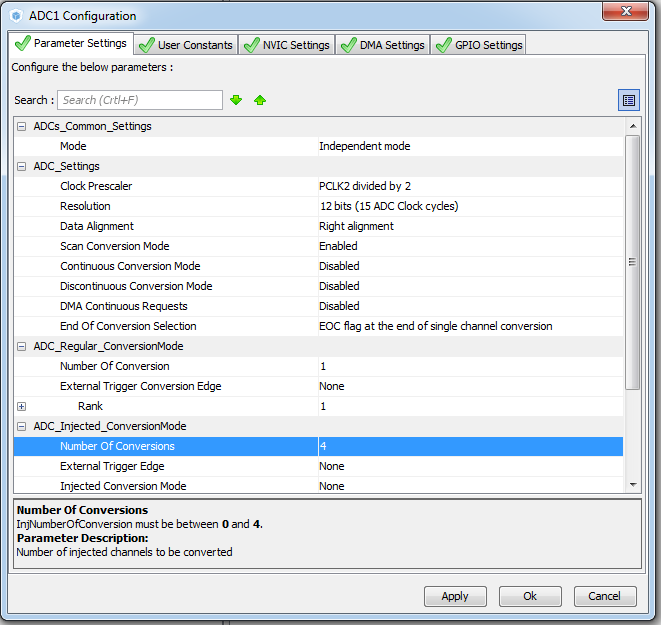 ADC1 Configuration
Parameter Settings User Constants NVIC Settings DMA Settings GPIO Settings
Configure the below parameters :
Search : Search (Crtl+F)
ADCs_Common_Settings
Mode Independent mode
ADC_Settings
Clock Prescaler PCLK2 divided by 2
Resolution 12 bits (15 ADC Clock cycles)
Data Alignment Right alignment
Scan Conversion Mode Enabled
Continuous Conversion Mode Disabled
Discontinuous Conversion Mode Disabled
DMA Continuous Requests Disabled
End Of Conversion Selection EOC flag at the end of single channel conversion
ADC_Regular_ConversionMode
Number Of Conversion 1
External Trigger Conversion Edge None
Rank 1
ADC_Injected_ConversionMode
Number Of Conversions 4
External Trigger Edge None
Injected Conversion Mode None
Number Of Conversions
InjNumberOfConversion must be between 0 and 4.
Parameter Description:
Number of injected channels to be converted
Apply Ok Cancel